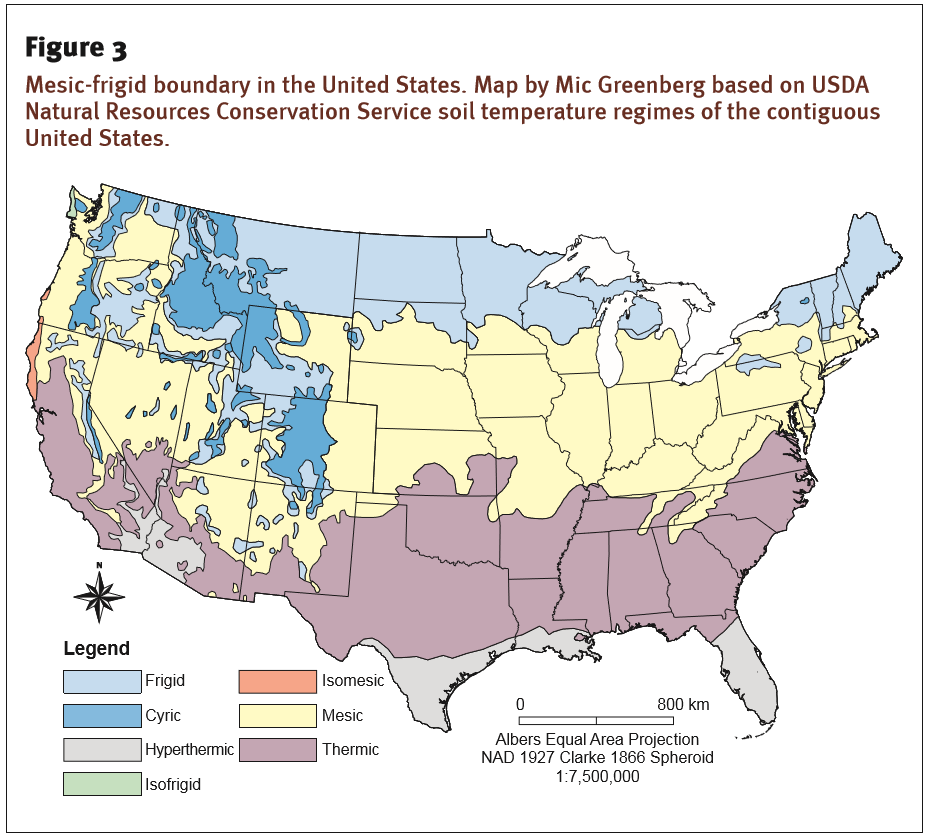 Figure 3
Mesic-frigid boundary in the United States. Map by Mic Greenberg based on USDA
Natural Resources Conservation Service soil temperature regimes of the contiguous
United States.
N
Legend
Frigid
Isomesic
Cyric
Mesic
Hyperthermic
Thermic
Isofrigid
0 800 km
Albers Equal Area Projection
NAD 1927 Clarke 1866 Spheroid
1:7,500,000